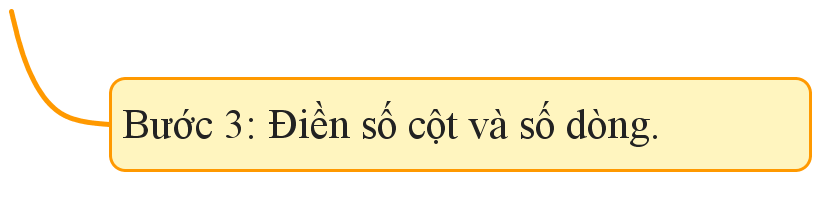 Bước 3: Điền số cột và số dòng.